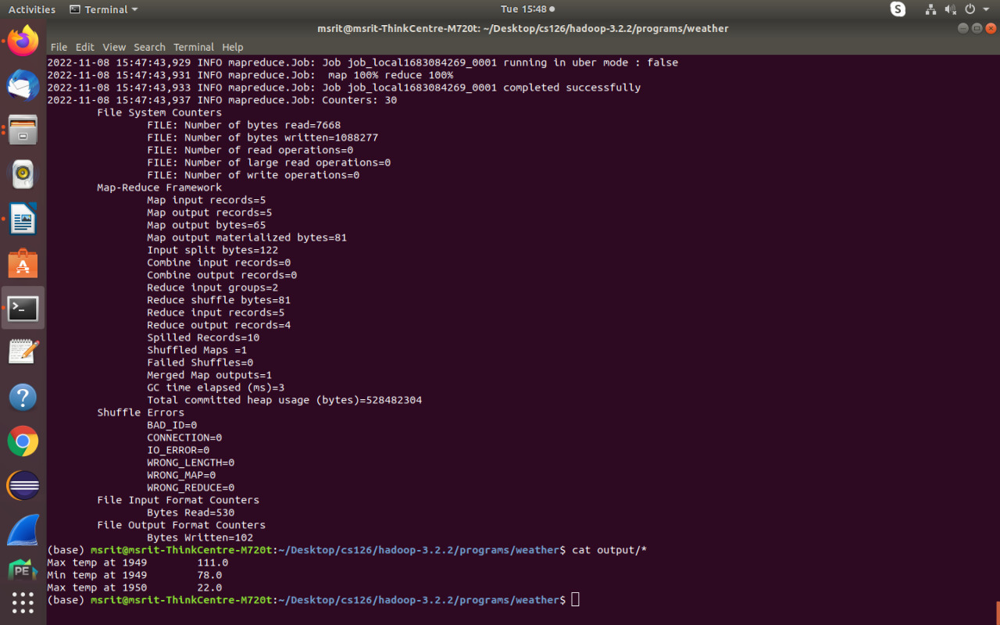 Activities Terminal Tue 15:48
msrit@msrit-ThinkCentre-M720t: ~/Desktop/cs126/hadoop-3.2.2/programs/weather
File Edit View Search Terminal Help
2022-11-08 15:47:43,929 INFO mapreduce.Job: Job job_local1683084269_0001 running in uber mode : false
2022-11-08 15:47:43,931 INFO mapreduce.Job:  map 100% reduce 100%
2022-11-08 15:47:43,933 INFO mapreduce.Job: Job job_local1683084269_0001 completed successfully
2022-11-08 15:47:43,937 INFO mapreduce.Job: Counters: 30
File System Counters
FILE: Number of bytes read=7668
FILE: Number of bytes written=1088277
FILE: Number of read operations=0
FILE: Number of large read operations=0
FILE: Number of write operations=0
Map-Reduce Framework
Map input records=5
Map output records=5
Map output bytes=65
Map output materialized bytes=81
Input split bytes=122
Combine input records=0
Combine output records=0
Reduce input groups=2
Reduce shuffle bytes=81
Reduce input records=5
Reduce output records=4
Spilled Records=10
Shuffled Maps =1
Failed Shuffles=0
Merged Map outputs=1
GC time elapsed (ms)=3
Total committed heap usage (bytes)=528482304
Shuffle Errors
BAD_ID=0
CONNECTION=0
IO_ERROR=0
WRONG_LENGTH=0
WRONG_MAP=0
WRONG_REDUCE=0
File Input Format Counters
Bytes Read=530
File Output Format Counters
Bytes Written=102
(base) msrit@msrit-ThinkCentre-M720t:~/Desktop/cs126/hadoop-3.2.2/programs/weather$ cat output/*
Max temp at 1949 111.0
Min temp at 1949 78.0
Max temp at 1950 22.0
(base) msrit@msrit-ThinkCentre-M720t:~/Desktop/cs126/hadoop-3.2.2/programs/weather$
PE